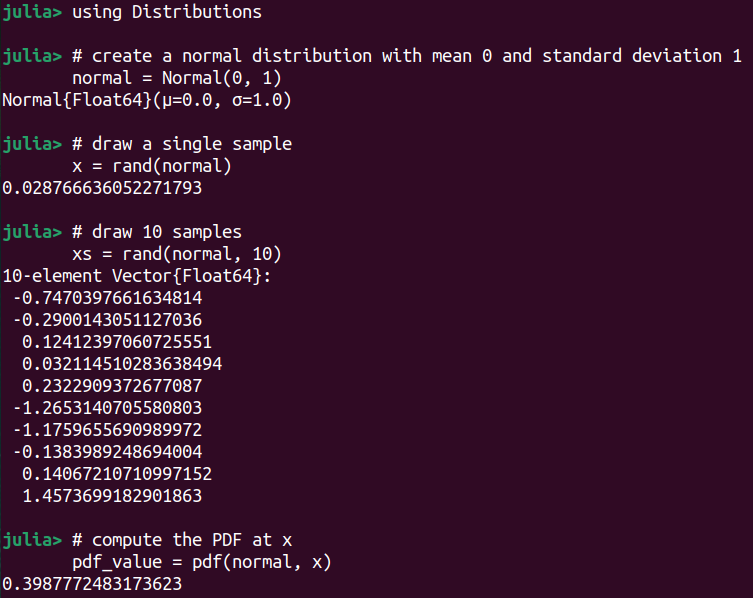 julia> using Distributions
julia> # create a normal distribution with mean 0 and standard deviation 1
       normal = Normal(0, 1)
Normal{Float64}(μ=0.0, σ=1.0)
julia> # draw a single sample
       x = rand(normal)
0.028766636052271793
julia> # draw 10 samples
       xs = rand(normal, 10)
10-element Vector{Float64}:
 -0.7470397661634814
 -0.2900143051127036
  0.12412397060725551
  0.032114510283638494
  0.2322909372677087
 -1.2653140705580803
 -1.1759655690989972
 -0.1383989248694004
  0.14067210710997152
  1.4573699182901863
julia> # compute the PDF at x
       pdf_value = pdf(normal, x)
0.3987772483173623